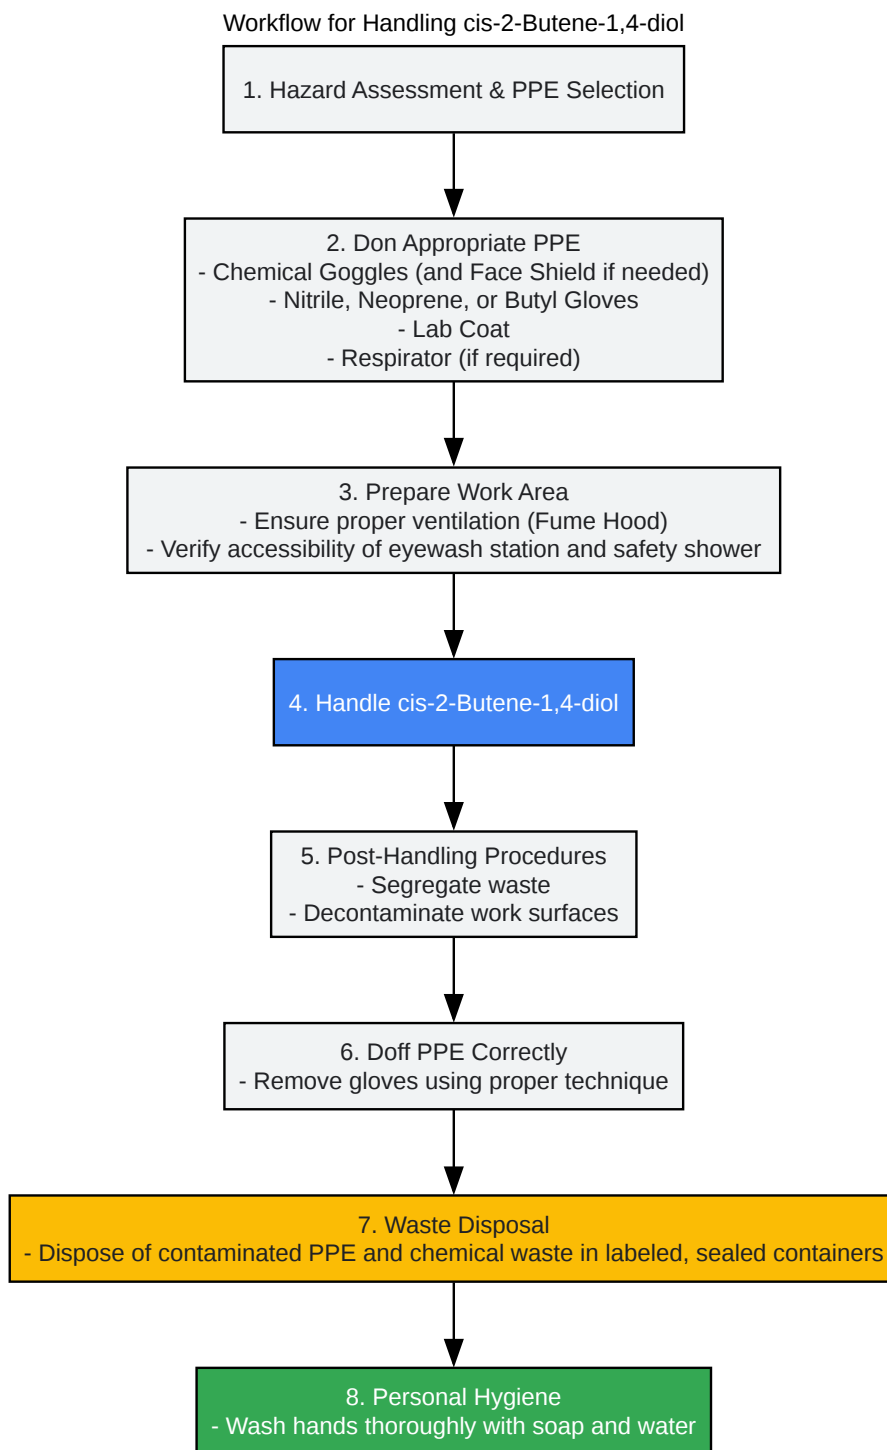 Workflow for Handling cis-2-Butene-1,4-diol
1. Hazard Assessment & PPE Selection
2. Don Appropriate PPE
- Chemical Goggles (and Face Shield if needed)
- Nitrile, Neoprene, or Butyl Gloves
- Lab Coat
- Respirator (if required)
3. Prepare Work Area
- Ensure proper ventilation (Fume Hood)
- Verify accessibility of eyewash station and safety shower
4. Handle cis-2-Butene-1,4-diol
5. Post-Handling Procedures
- Segregate waste
- Decontaminate work surfaces
6. Doff PPE Correctly
- Remove gloves using proper technique
7. Waste Disposal
- Dispose of contaminated PPE and chemical waste in labeled, sealed containers
8. Personal Hygiene
- Wash hands thoroughly with soap and water